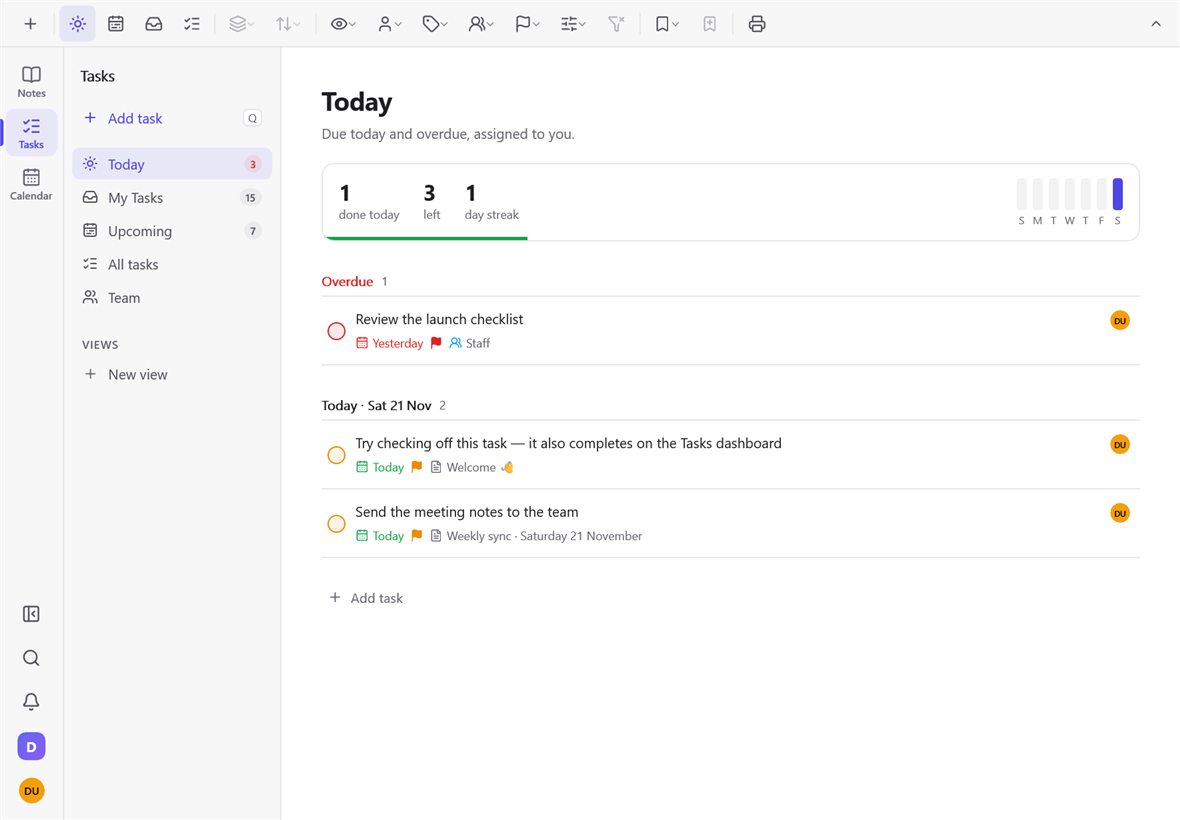 Notes
Tasks
Calendar
D
DU
Tasks
Add task Q
Today 3
My Tasks 15
Upcoming 7
All tasks
Team
VIEWS
New view
Today
Due today and overdue, assigned to you.
1 3 1
done today left day streak
S M T W T F S
Overdue 1
Review the launch checklist DU
Yesterday Staff
Today · Sat 21 Nov 2
Try checking off this task — it also completes on the Tasks dashboard DU
Today Welcome 👋
Send the meeting notes to the team DU
Today Weekly sync · Saturday 21 November
Add task